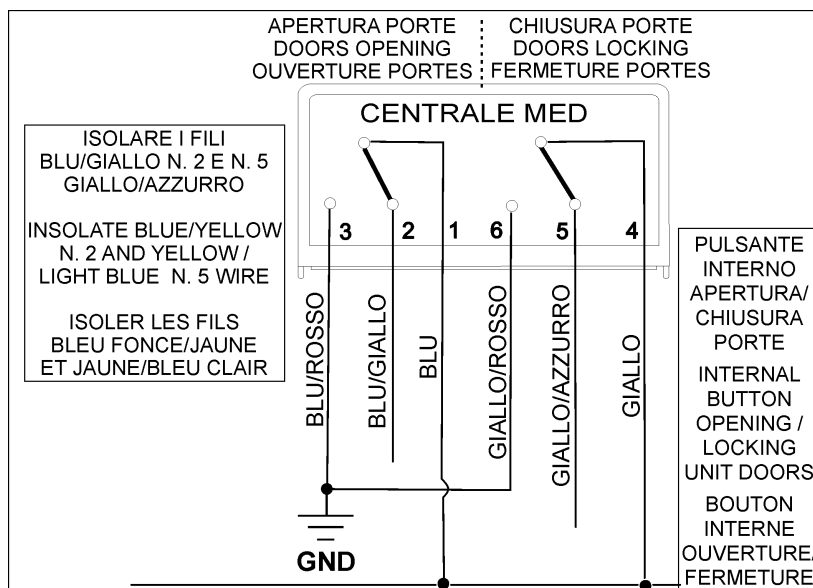 APERTURA PORTE
DOORS OPENING
OUVERTURE PORTES
CHIUSURA PORTE
DOORS LOCKING
FERMETURE PORTES
CENTRALE MED
ISOLARE I FILI
BLU/GIALLO N. 2 E N. 5
GIALLO/AZZURRO
INSOLATE BLUE/YELLOW
N. 2 AND YELLOW /
LIGHT BLUE N. 5 WIRE
ISOLER LES FILS
BLEU FONCE/JAUNE
ET JAUNE/BLEU CLAIR
3 2 1 6 5 4
BLU/ROSSO
BLU/GIALLO
BLU
GIALLO/ROSSO
GIALLO/AZZURRO
GIALLO
GND
PULSANTE
INTERNO
APERTURA/
CHIUSURA
PORTE
INTERNAL
BUTTON
OPENING /
LOCKING
UNIT DOORS
BOUTON
INTERNE
OUVERTURE/
FERMETURE